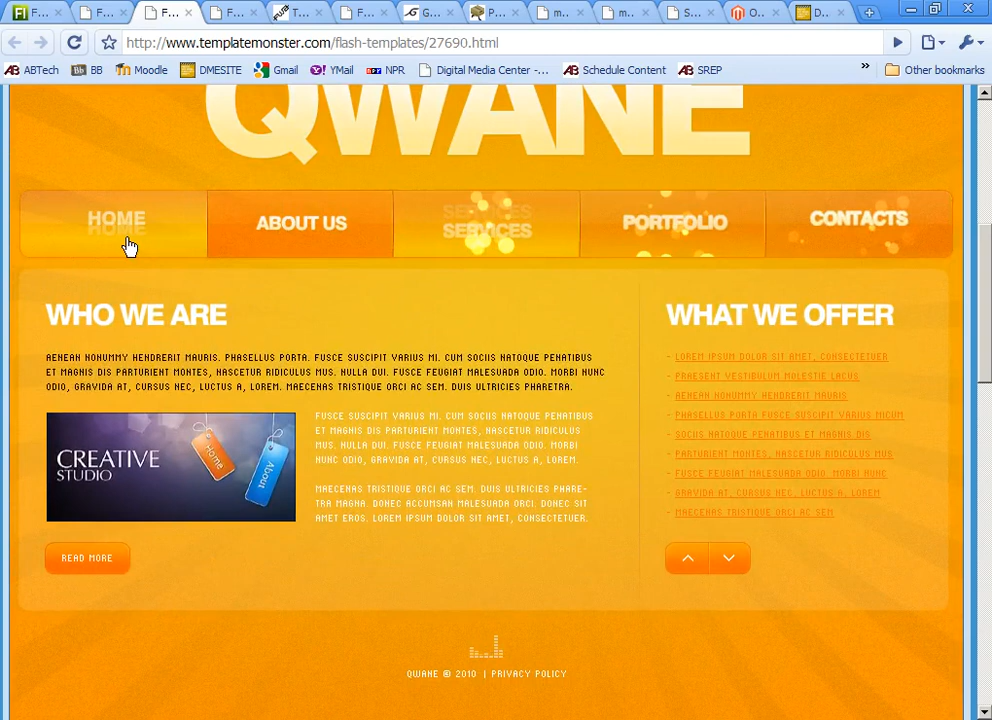 F...
F...
F...
F...
T...
F...
G...
P...
m...
m...
S...
O...
D...
http://www.templatemonster.com/flash-templates/27690.html
ABTech
BB
Moodle
DMESITE
Gmail
YMail
NPR
Digital Media Center -...
Schedule Content
SREP
»
Other bookmarks
QWANE
HOME
ABOUT US
SERVICES
PORTFOLIO
CONTACTS
WHO WE ARE
AENEAN NONUMMY HENDRERIT MAURIS. PHASELLUS PORTA. FUSCE SUSCIPIT VARIUS MI. CUM SOCIIS NATOQUE PENATIBUS
ET MAGNIS DIS PARTURIENT MONTES, NASCETUR RIDICULUS MUS. NULLA DUI. FUSCE FEUGIAT MALESUADA ODIO. MORBI NUNC
ODIO, GRAVIDA AT, CURSUS NEC, LUCTUS A, LOREM. MAECENAS TRISTIQUE ORCI AC SEM. DUIS ULTRICIES PHARETRA.
CREATIVE
STUDIO
Home
About
FUSCE SUSCIPIT VARIUS MI. CUM SOCIIS NATOQUE PENATIBUS
ET MAGNIS DIS PARTURIENT MONTES, NASCETUR RIDICULUS
MUS. NULLA DUI. FUSCE FEUGIAT MALESUADA ODIO. MORBI
NUNC ODIO, GRAVIDA AT, CURSUS NEC, LUCTUS A, LOREM.
MAECENAS TRISTIQUE ORCI AC SEM. DUIS ULTRICIES PHARE-
TRA MAGNA. DONEC ACCUMSAN MALESUADA ORCI. DONEC SIT
AMET EROS. LOREM IPSUM DOLOR SIT AMET, CONSECTETUER.
READ MORE
WHAT WE OFFER
- LOREM IPSUM DOLOR SIT AMET, CONSECTETUER
- PRAESENT VESTIBULUM MOLESTIE LACUS
- AENEAN NONUMMY HENDRERIT MAURIS
- PHASELLUS PORTA FUSCE SUSCIPIT VARIUS MICUM
- SOCIIS NATOQUE PENATIBUS ET MAGNIS DIS
- PARTURIENT MONTES, NASCETUR RIDICULUS MUS
- FUSCE FEUGIAT MALESUADA ODIO. MORBI NUNC
- GRAVIDA AT, CURSUS NEC, LUCTUS A, LOREM
- MAECENAS TRISTIQUE ORCI AC SEM
QWANE © 2010 | PRIVACY POLICY